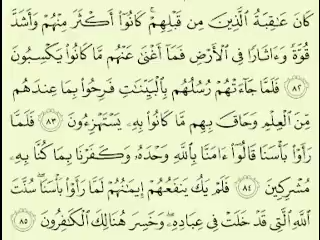 كَانَ عَـٰقِبَةُ ٱلَّذِينَ مِن قَبْلِهِمْ ۚ كَانُوٓا۟ أَكْثَرَ مِنْهُمْ وَأَشَدَّ
قُوَّةً وَءَاثَارًا فِى ٱلْأَرْضِ فَمَآ أَغْنَىٰ عَنْهُم مَّا كَانُوا۟ يَكْسِبُونَ
٨٢ فَلَمَّا جَآءَتْهُمْ رُسُلُهُم بِٱلْبَيِّنَـٰتِ فَرِحُوا۟ بِمَا عِندَهُم
مِّنَ ٱلْعِلْمِ وَحَاقَ بِهِم مَّا كَانُوا۟ بِهِۦ يَسْتَهْزِءُونَ ٨٣ فَلَمَّا
رَأَوْا۟ بَأْسَنَا قَالُوٓا۟ ءَامَنَّا بِٱللَّهِ وَحْدَهُۥ وَكَفَرْنَا بِمَا كُنَّا بِهِۦ
مُشْرِكِينَ ٨٤ فَلَمْ يَكُ يَنفَعُهُمْ إِيمَـٰنُهُمْ لَمَّا رَأَوْا۟ بَأْسَنَا ۖ سُنَّتَ
ٱللَّهِ ٱلَّتِى قَدْ خَلَتْ فِى عِبَادِهِۦ ۖ وَخَسِرَ هُنَالِكَ ٱلْكَـٰفِرُونَ ٨٥